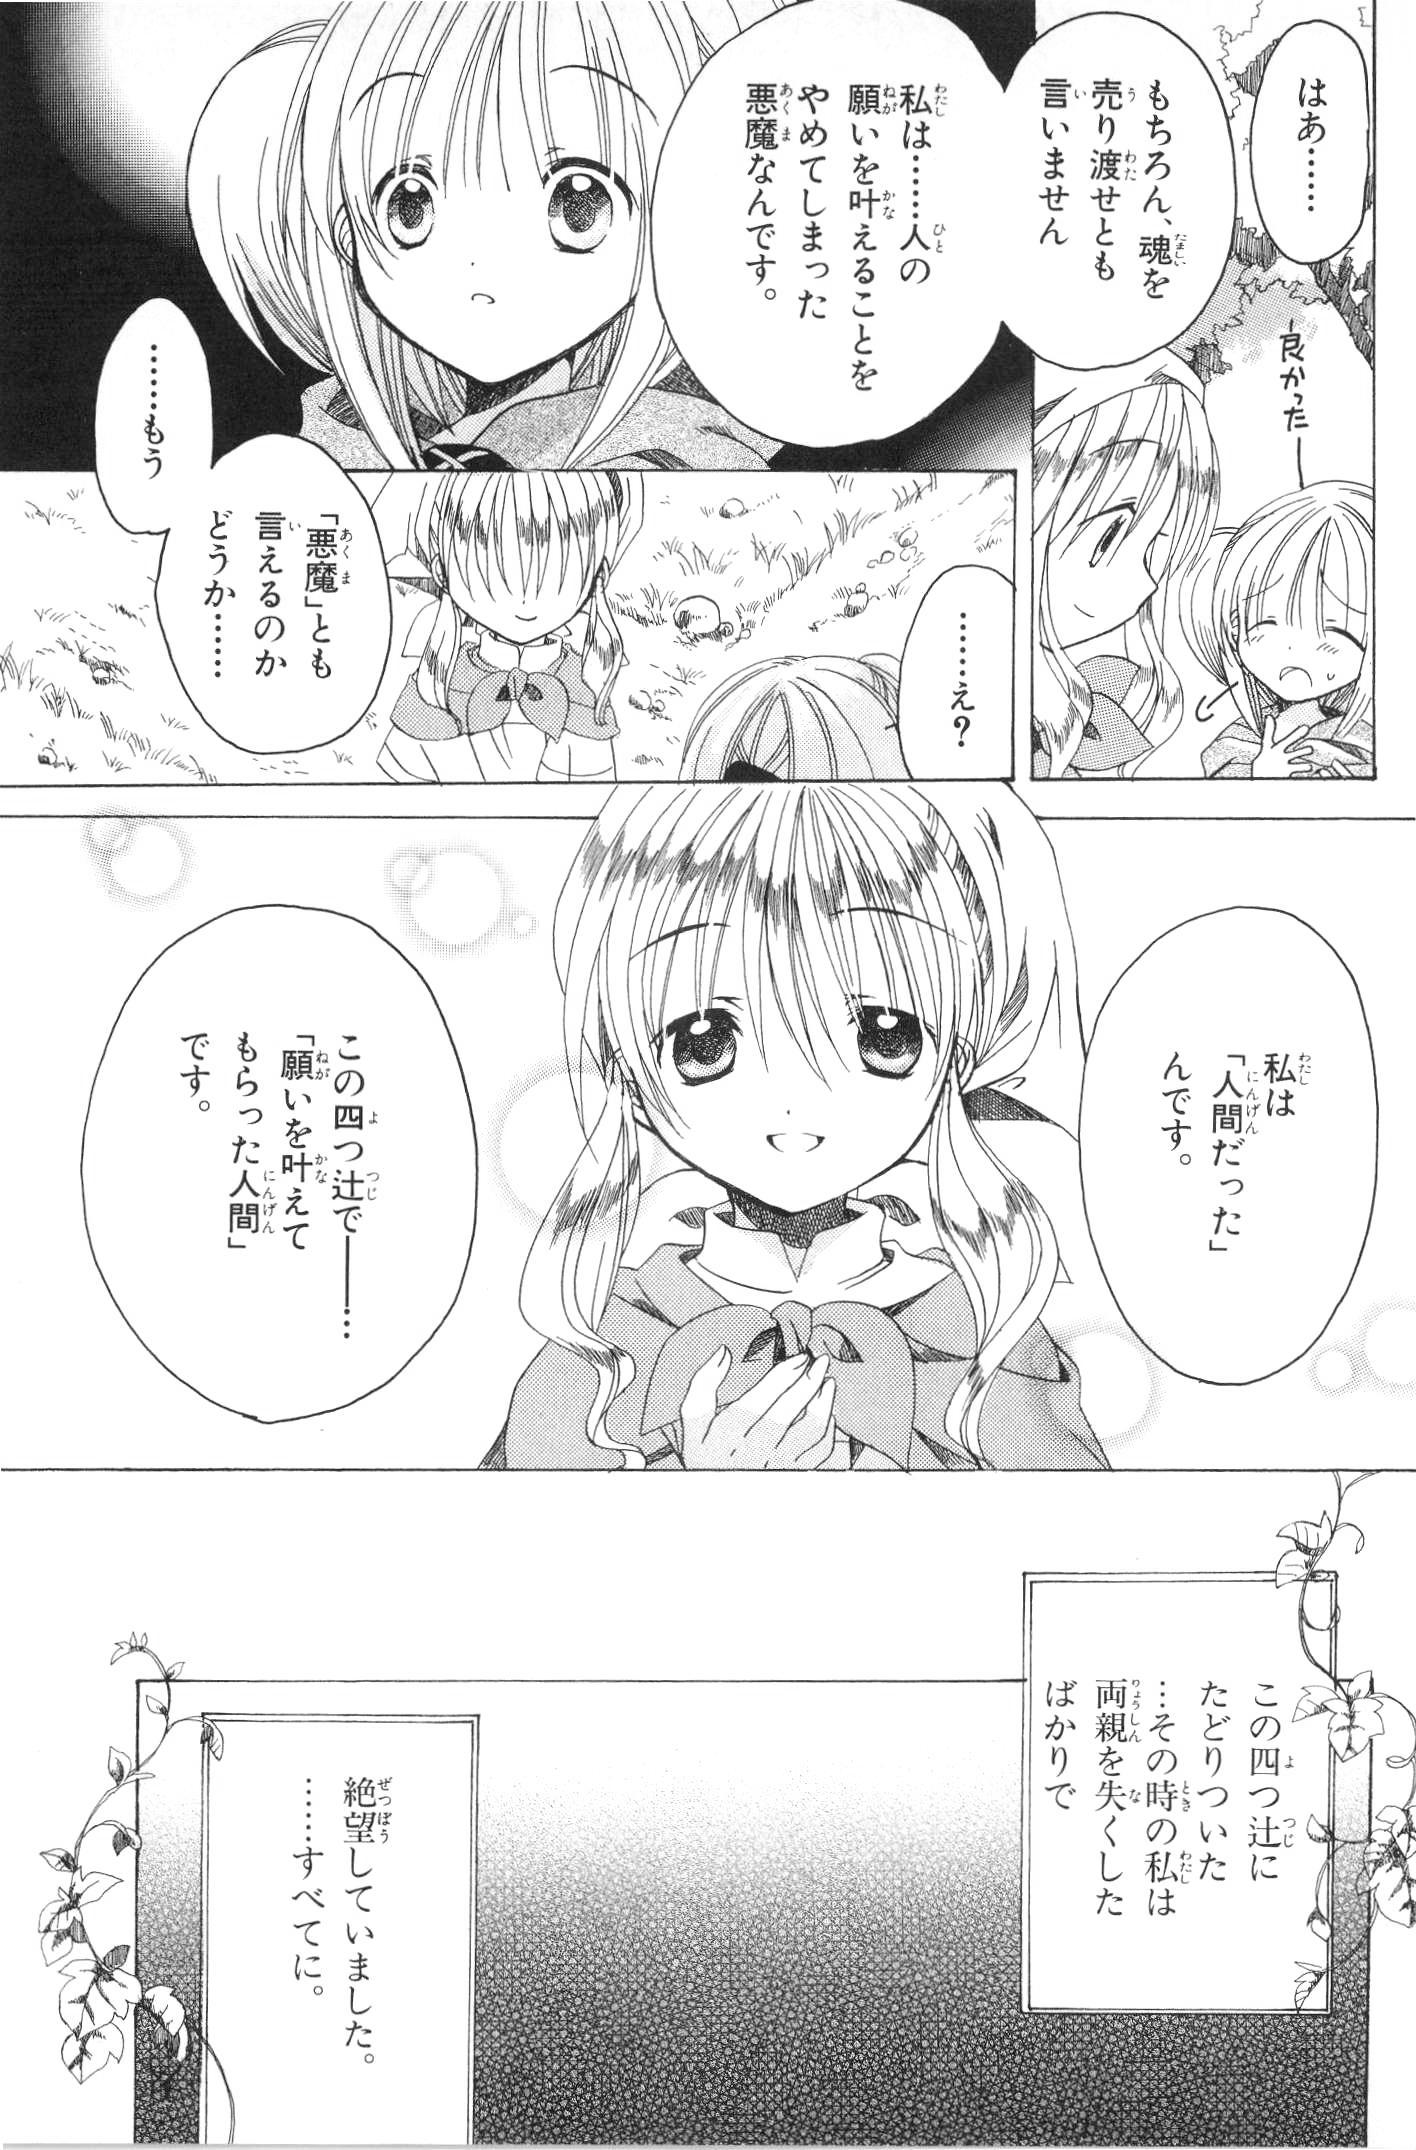 はあ……
もちろん、魂を
売り渡せとも
言いません
良かったー
私は……人の
願いを叶えることを
やめてしまった
悪魔なんです。
……え?
「悪魔」とも
言えるのか
どうか……
……もう
私は
「人間だった」
んです。
この四つ辻で――……
「願いを叶えて
もらった人間」
です。
この四つ辻に
たどりついた
…その時の私は
両親を失くした
ばかりで
絶望していました。
……すべてに。